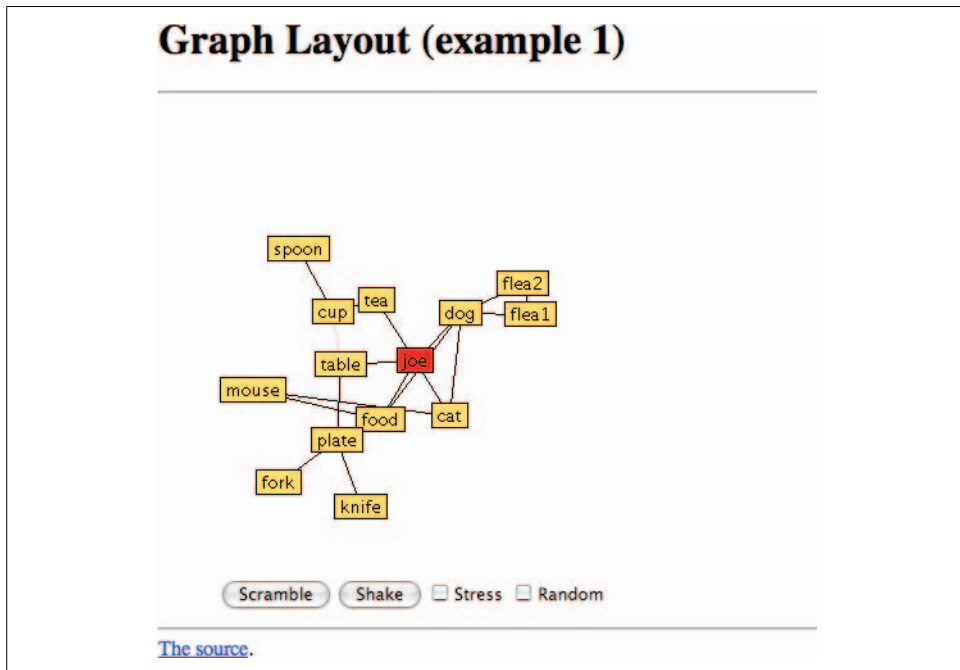 Graph Layout (example 1)
spoon
flea2
tea
cup
dog
flea1
joe
table
mouse
food
cat
plate
fork
knife
Scramble Shake Stress Random
The source.